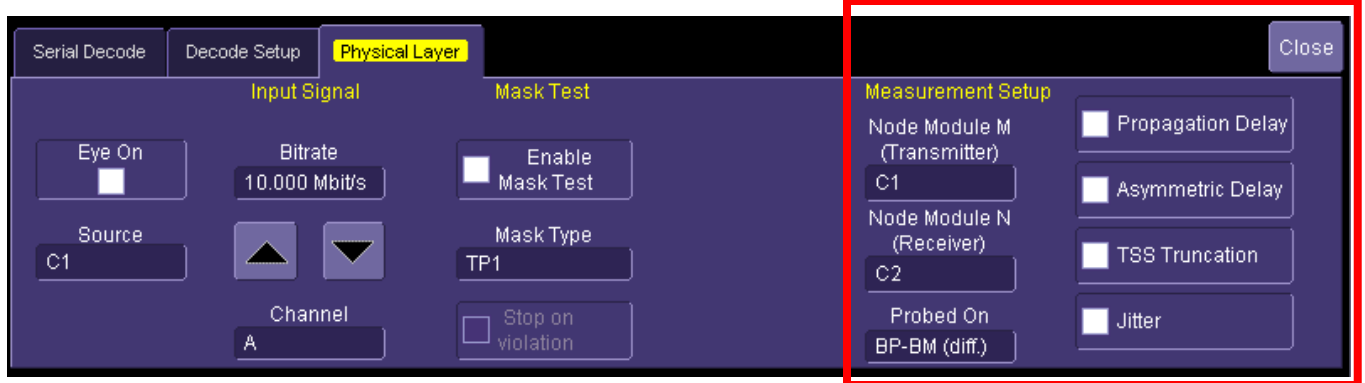 Serial Decode
Decode Setup
Physical Layer
Close
Input Signal
Mask Test
Measurement Setup
Eye On
Source
C1
Bitrate
10.000 Mbit/s
Channel
A
Enable
Mask Test
Mask Type
TP1
Stop on
violation
Node Module M
(Transmitter)
C1
Node Module N
(Receiver)
C2
Probed On
BP-BM (diff.)
Propagation Delay
Asymmetric Delay
TSS Truncation
Jitter